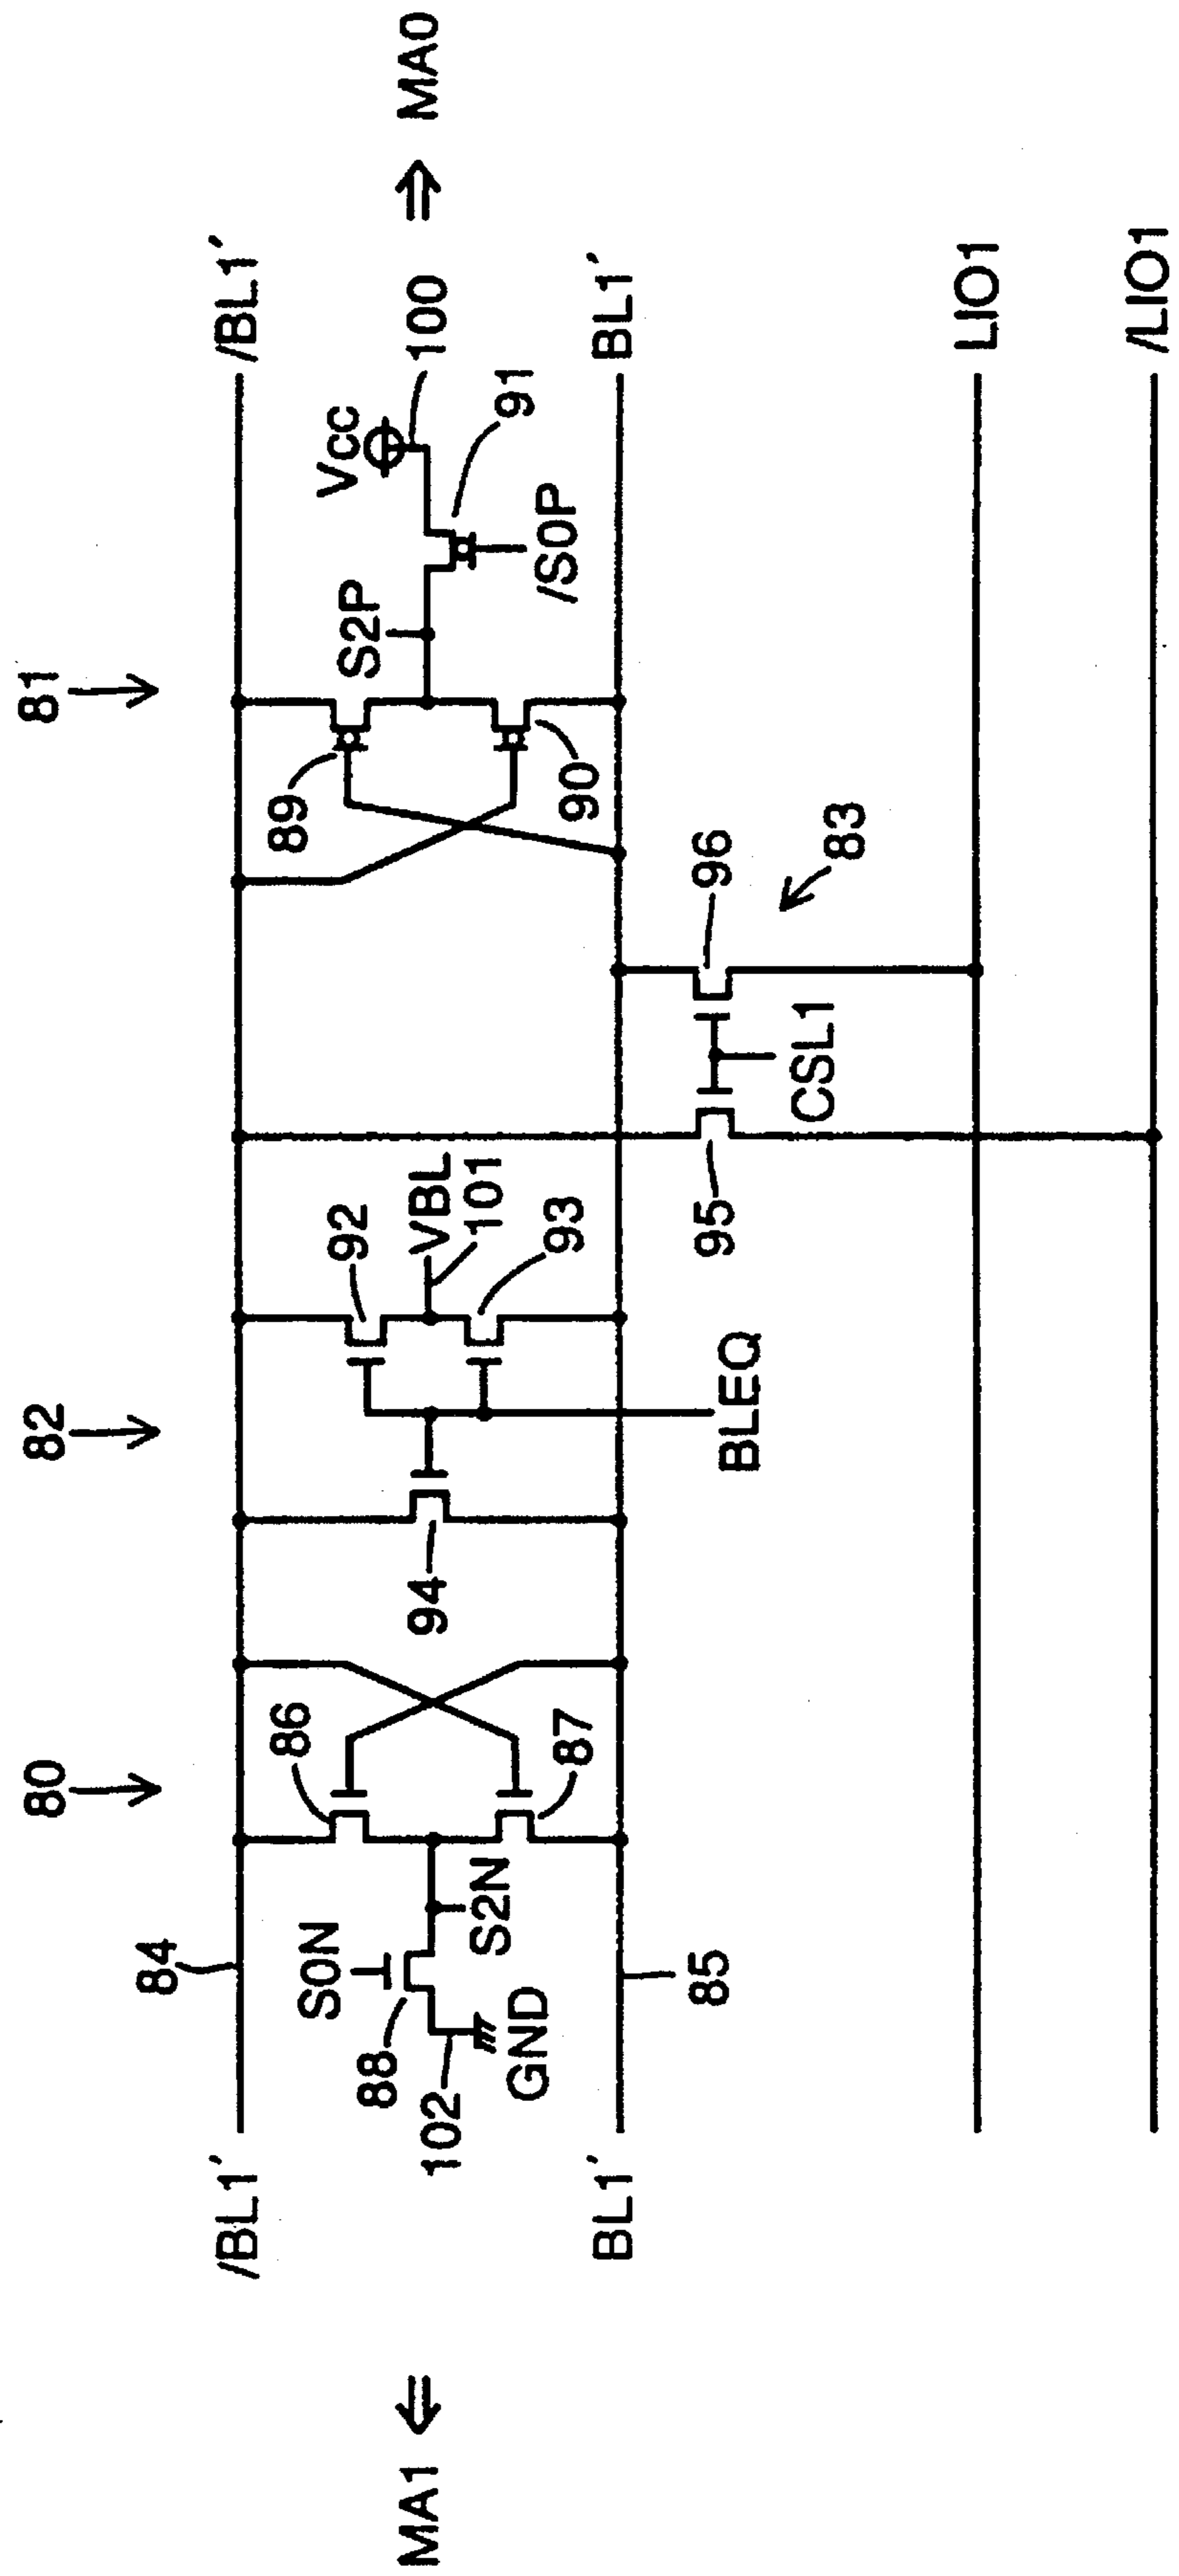 80
82
81
/BL1´
84
86
92
89
/BL1´
S0N
88
S2N
102
GND
94
VBL
101
S2P
Vcc
100
MA1
MA0
87
93
90
91
/S0P
BL1´
85
BLEQ
BL1´
95
96
CSL1
83
LIO1
/LIO1